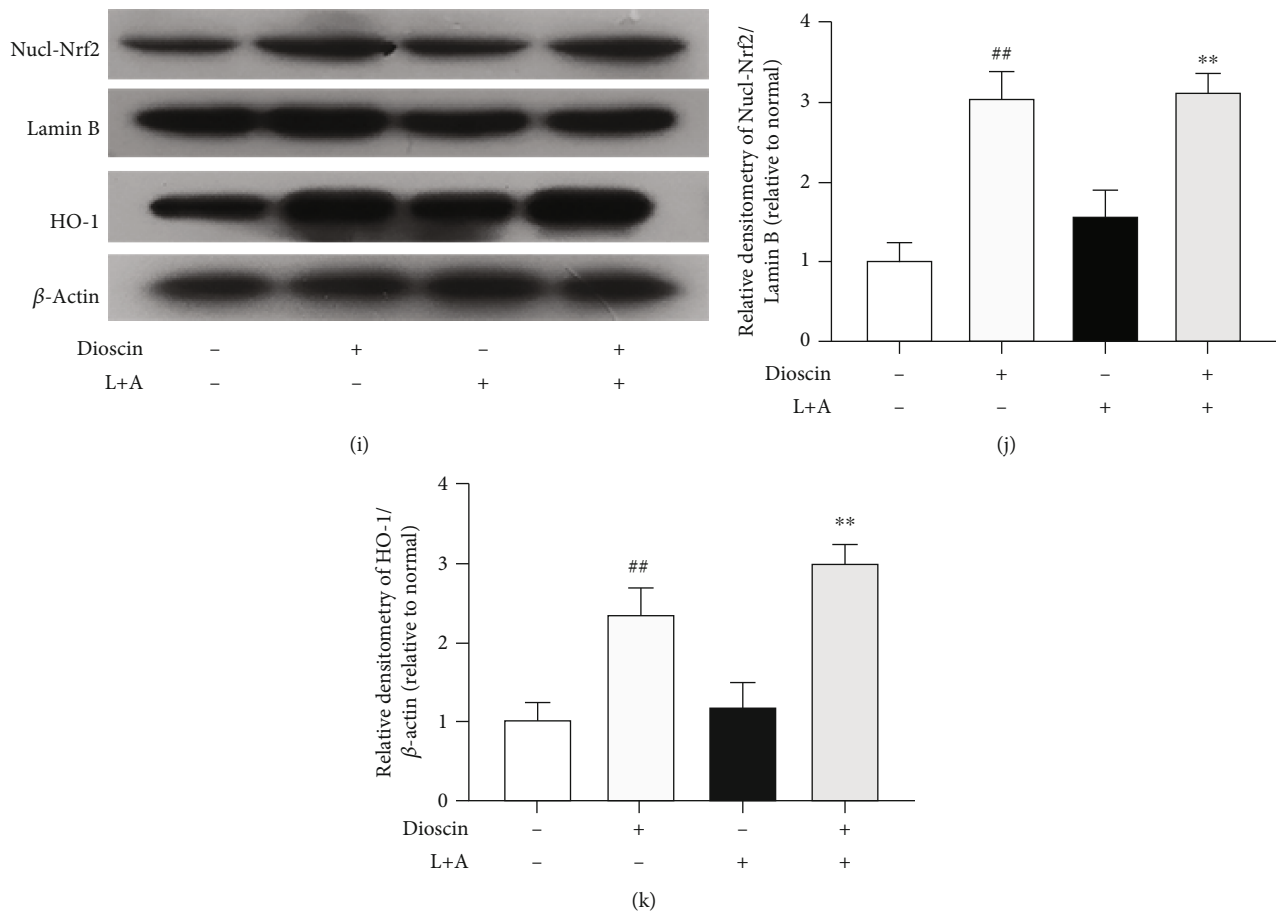 Nucl-Nrf2
Lamin B
HO-1
β-Actin
Dioscin – + – +
L+A – – + +
(i)
Relative densitometry of Nucl-Nrf2/
Lamin B (relative to normal)
4
3
2
1
0
##
**
Dioscin – + – +
L+A – – + +
(j)
Relative densitometry of HO-1/
β-actin (relative to normal)
4
3
2
1
0
##
**
Dioscin – + – +
L+A – – + +
(k)